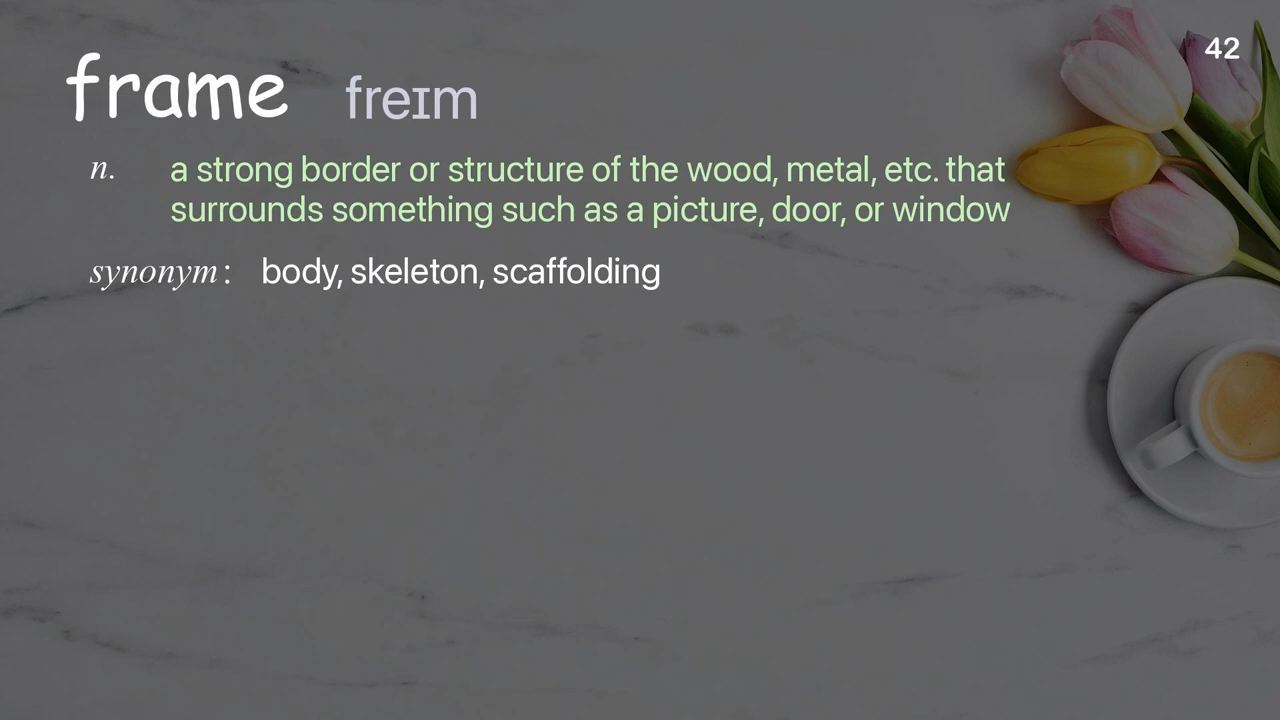 42
frame freɪm
n. a strong border or structure of the wood, metal, etc. that
surrounds something such as a picture, door, or window
synonym: body, skeleton, scaffolding